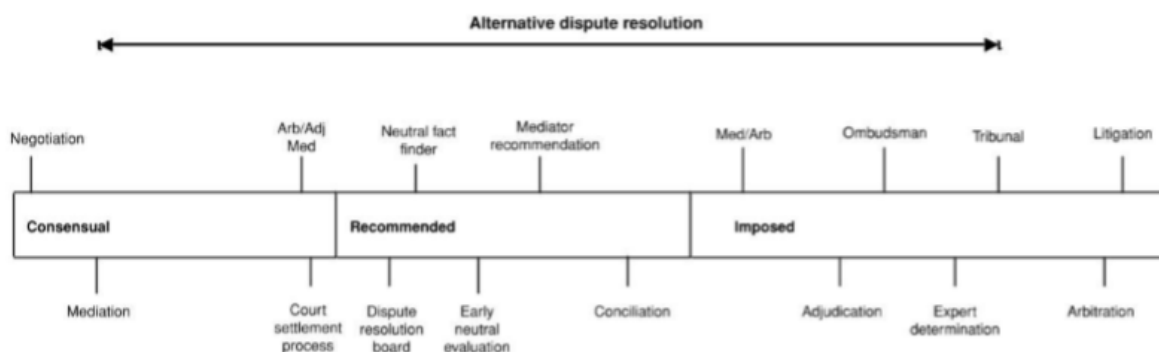 Alternative dispute resolution
Negotiation
Arb/Adj
Med
Neutral fact
finder
Mediator
recommendation
Med/Arb
Ombudsman
Tribunal
Litigation
Consensual
Recommended
Imposed
Mediation
Court
settlement
process
Dispute
resolution
board
Early
neutral
evaluation
Conciliation
Adjudication
Expert
determination
Arbitration